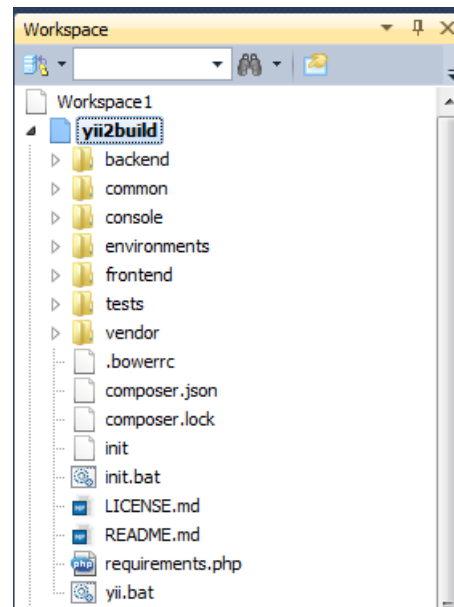 Workspace
Workspace1
yii2build
backend
common
console
environments
frontend
tests
vendor
.bowerrc
composer.json
composer.lock
init
init.bat
LICENSE.md
README.md
requirements.php
yii.bat